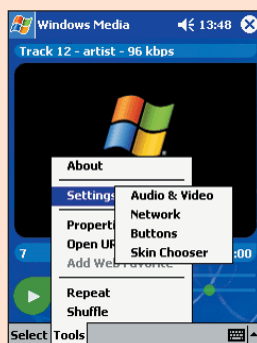 Windows Media 13:48
Track 12 - artist - 96 kbps
About
Settings
Audio & Video
Network
Properti
Buttons
Open UR
Skin Chooser
7 :00
Add Web Favorite
Repeat
Shuffle
Select Tools